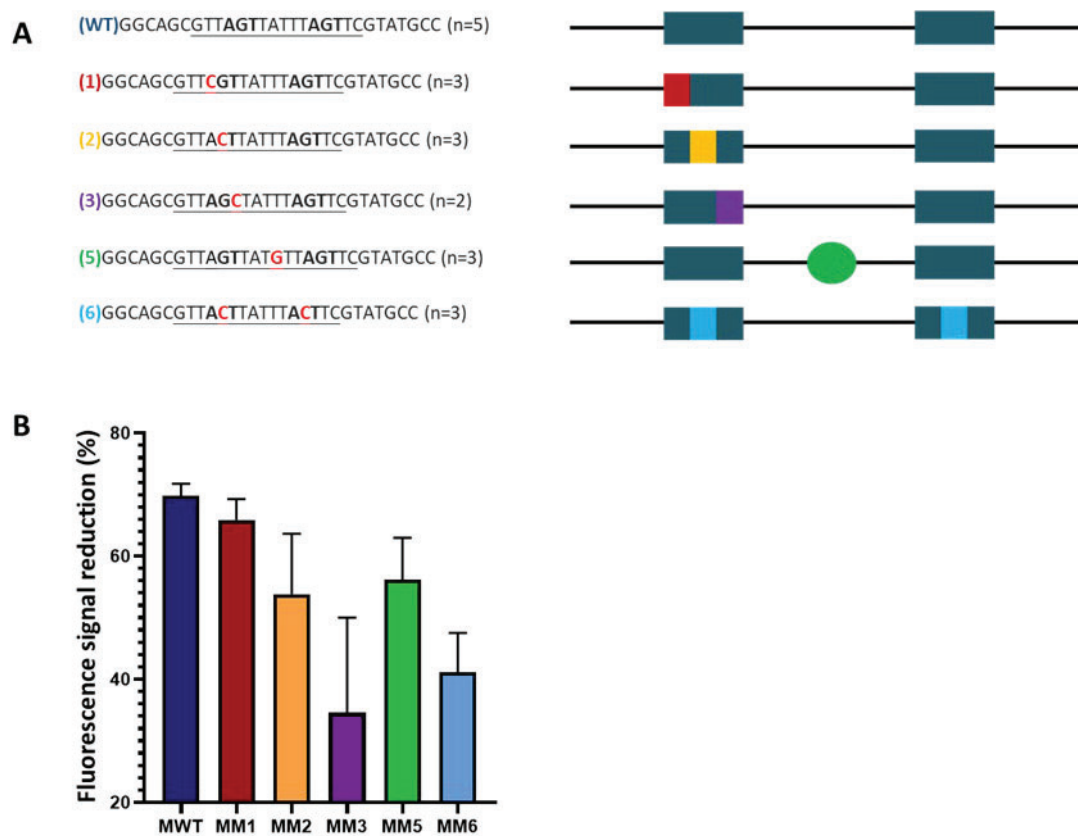 A
(WT)GGCAGCGTTAGTTATTTAGTTCGTATGCC (n=5)
(1)GGCAGCGTTCGTTATTTAGTTCGTATGCC (n=3)
(2)GGCAGCGTTACTTATTTAGTTCGTATGCC (n=3)
(3)GGCAGCGTTAGCTATTTAGTTCGTATGCC (n=2)
(5)GGCAGCGTTAGTTATGTTAGTTCGTATGCC (n=3)
(6)GGCAGCGTTACTTATTTACTTCGTATGCC (n=3)
B
Fluorescence signal reduction (%)
80
60
40
20
MWT MM1 MM2 MM3 MM5 MM6